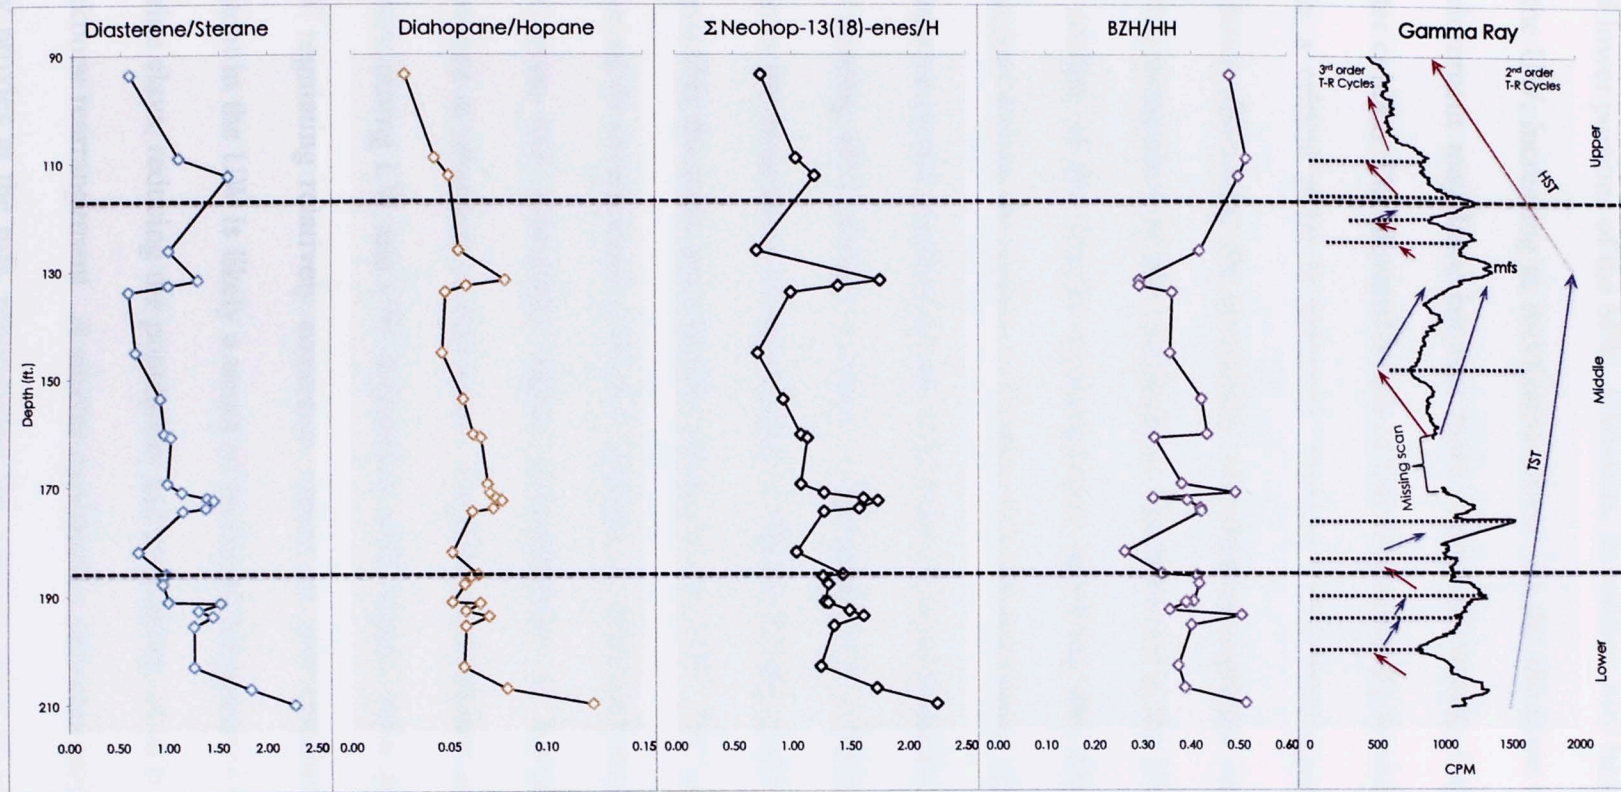 Diasterene/Sterane
Diahopane/Hopane
Σ Neohop-13(18)-enes/H
BZH/HH
Gamma Ray
90
110
130
150
170
190
210
Depth (ft.)
3rd order
T-R Cycles
2nd order
T-R Cycles
HST
mfs
Missing scan
TST
Upper
Middle
Lower
0.00 0.50 1.00 1.50 2.00 2.50
0.00 0.05 0.10 0.15
0.00 0.50 1.00 1.50 2.00 2.50
0.00 0.10 0.20 0.30 0.40 0.50 0.60
0 500 1000 1500 2000
CPM